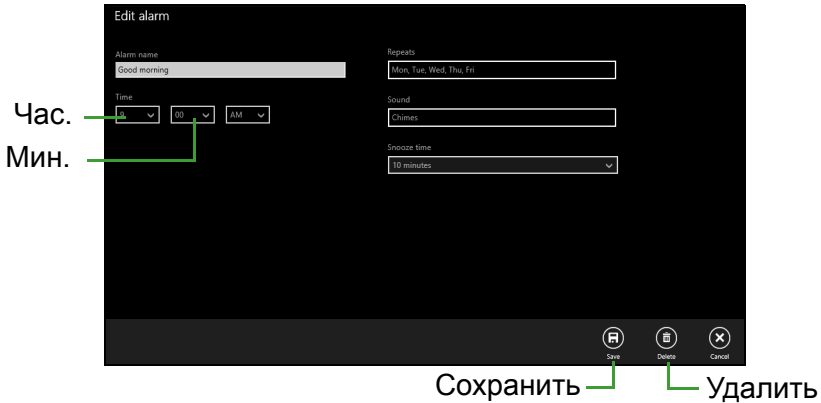 Edit alarm
Alarm name
Good morning
Time
9 00 AM
Repeats
Mon, Tue, Wed, Thu, Fri
Sound
Chimes
Snooze time
10 minutes
Час.
Мин.
Save Delete Cancel
Сохранить Удалить